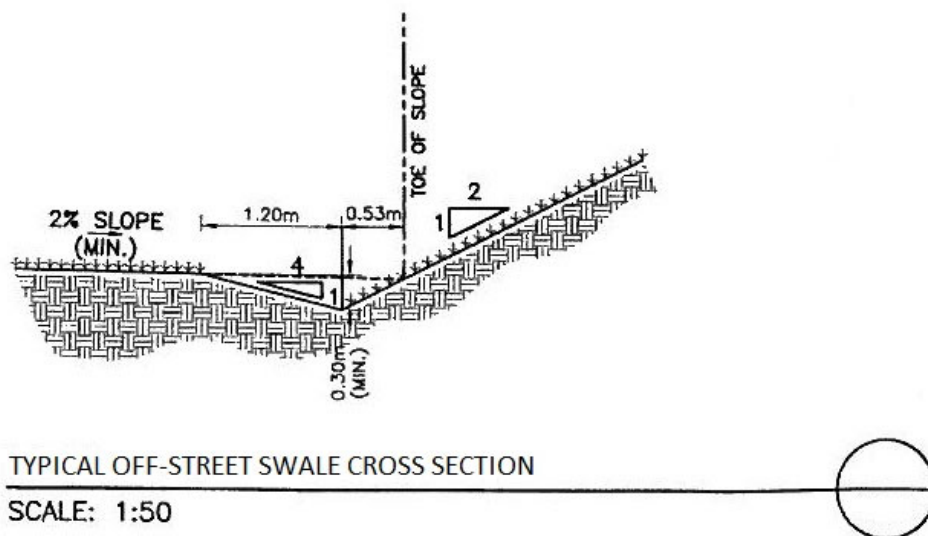 TOE OF SLOPE
2% SLOPE
(MIN.)
1.20m
0.53m
2
1
4
1
0.30m
(MIN.)
TYPICAL OFF-STREET SWALE CROSS SECTION
SCALE: 1:50